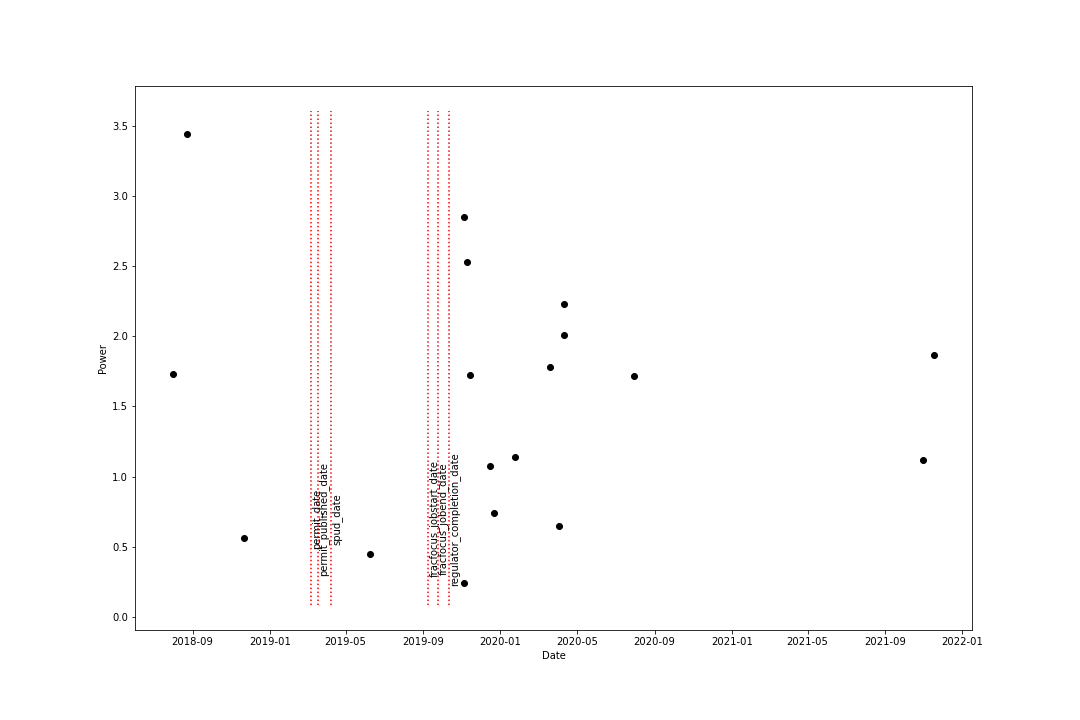 3.5
3.0
2.5
2.0
1.5
1.0
0.5
0.0
Power
permit_date
permit_published_date
spud_date
fracfocus_jobstart_date
fracfocus_jobend_date
regulator_completion_date
2018-09 2019-01 2019-05 2019-09 2020-01 2020-05 2020-09 2021-01 2021-05 2021-09 2022-01
Date